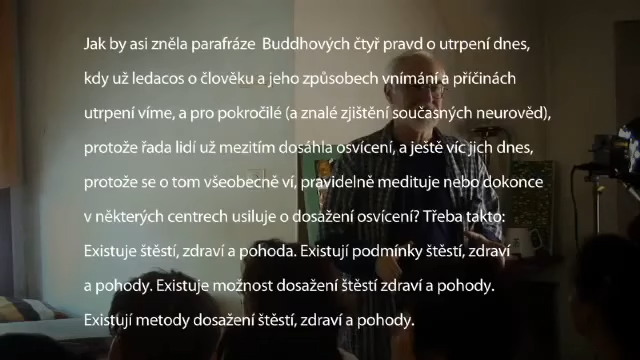 Jak by asi zněla parafráze Buddhových čtyř pravd o utrpení dnes,
kdy už ledacos o člověku a jeho způsobech vnímání a příčinách
utrpení víme, a pro pokročilé (a znalé zjištění současných neurověd),
protože řada lidí už mezitím dosáhla osvícení, a ještě víc jich dnes,
protože se o tom všeobecně ví, pravidelně medituje nebo dokonce
v některých centrech usiluje o dosažení osvícení? Třeba takto:
Existuje štěstí, zdraví a pohoda. Existují podmínky štěstí, zdraví
a pohody. Existuje možnost dosažení štěstí zdraví a pohody.
Existují metody dosažení štěstí, zdraví a pohody.